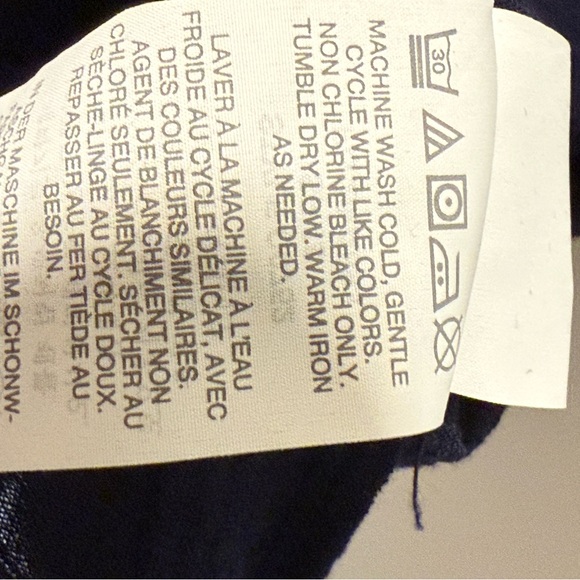 30
MACHINE WASH COLD, GENTLE
CYCLE WITH LIKE COLORS.
NON CHLORINE BLEACH ONLY.
TUMBLE DRY LOW. WARM IRON
AS NEEDED.
LAVER À LA MACHINE À L'EAU
FROIDE AU CYCLE DÉLICAT, AVEC
DES COULEURS SIMILAIRES.
AGENT DE BLANCHIMENT NON
CHLORÉ SEULEMENT. SÉCHER AU
SÈCHE-LINGE AU CYCLE DOUX.
REPASSER AU FER TIÈDE AU
BESOIN.
IN DER MASCHINE IM SCHONW-